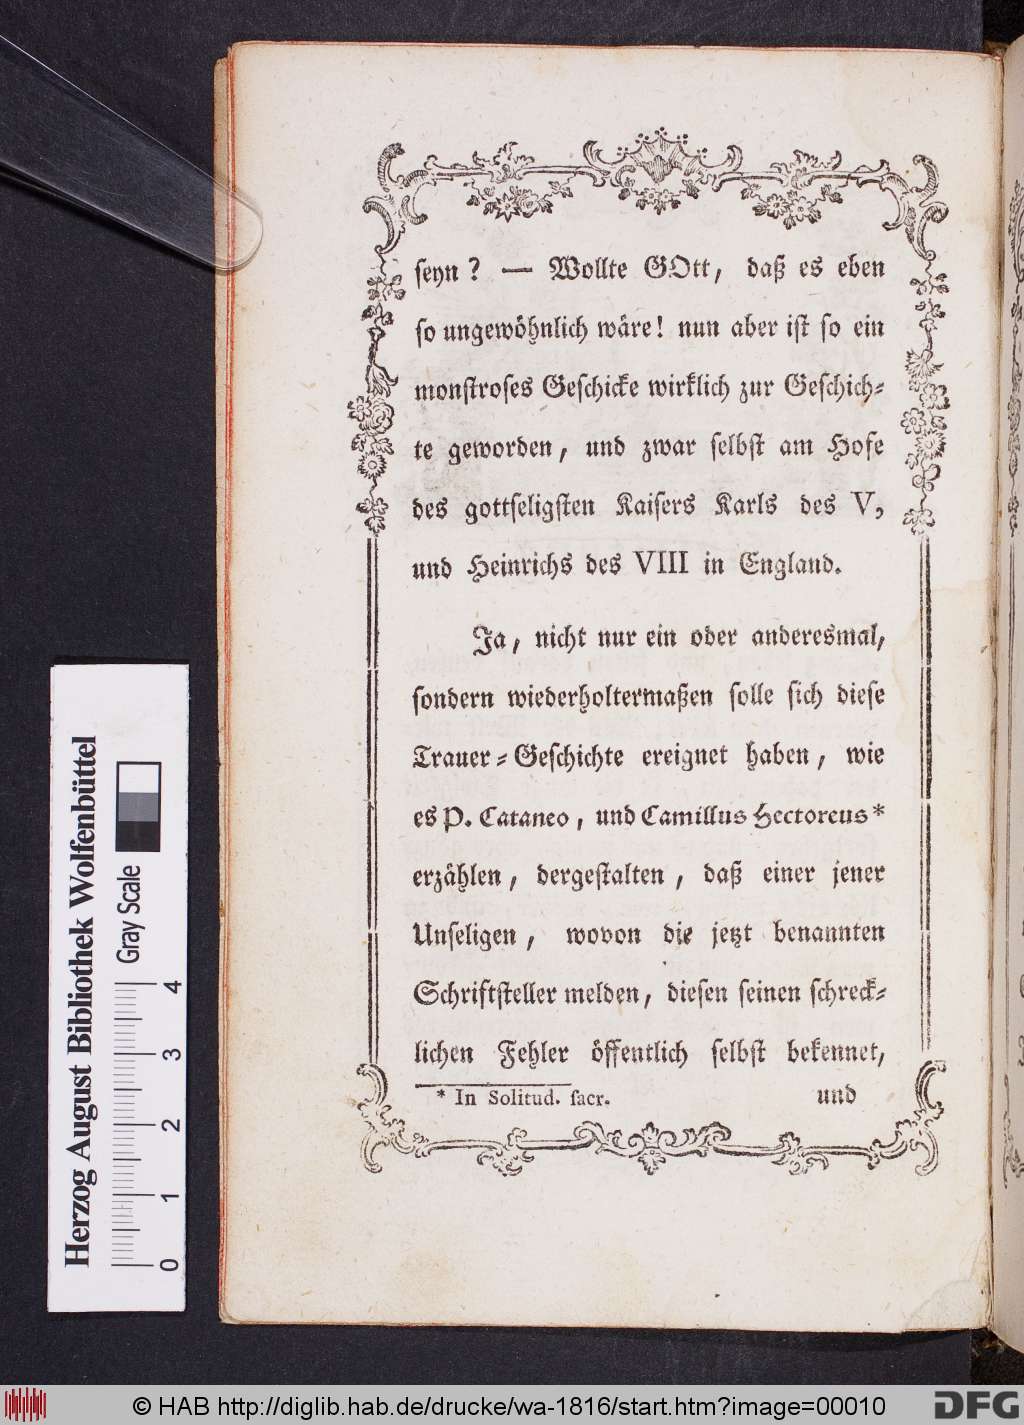 seyn? — Wollte GOtt, daß es eben
so ungewöhnlich wäre! nun aber ist so ein
monstroses Geschicke wirklich zur Geschich-
te geworden, und zwar selbst am Hofe
des gottseligsten Kaisers Karls des V,
und Heinrichs des VIII in England.
Ja, nicht nur ein oder anderesmal,
sondern wiederholtermaßen solle sich diese
Trauer-Geschichte ereignet haben, wie
es P. Cataneo, und Camillus Hectoreus*
erzählen, dergestalten, daß einer jener
Unseligen, wovon die jetzt benannten
Schriftsteller melden, diesen seinen schreck-
lichen Fehler öffentlich selbst bekennet,
* In Solitud. sacr.
und
Herzog August Bibliothek Wolfenbüttel
Gray Scale
0 1 2 3 4
© HAB http://diglib.hab.de/drucke/wa-1816/start.htm?image=00010
DFG